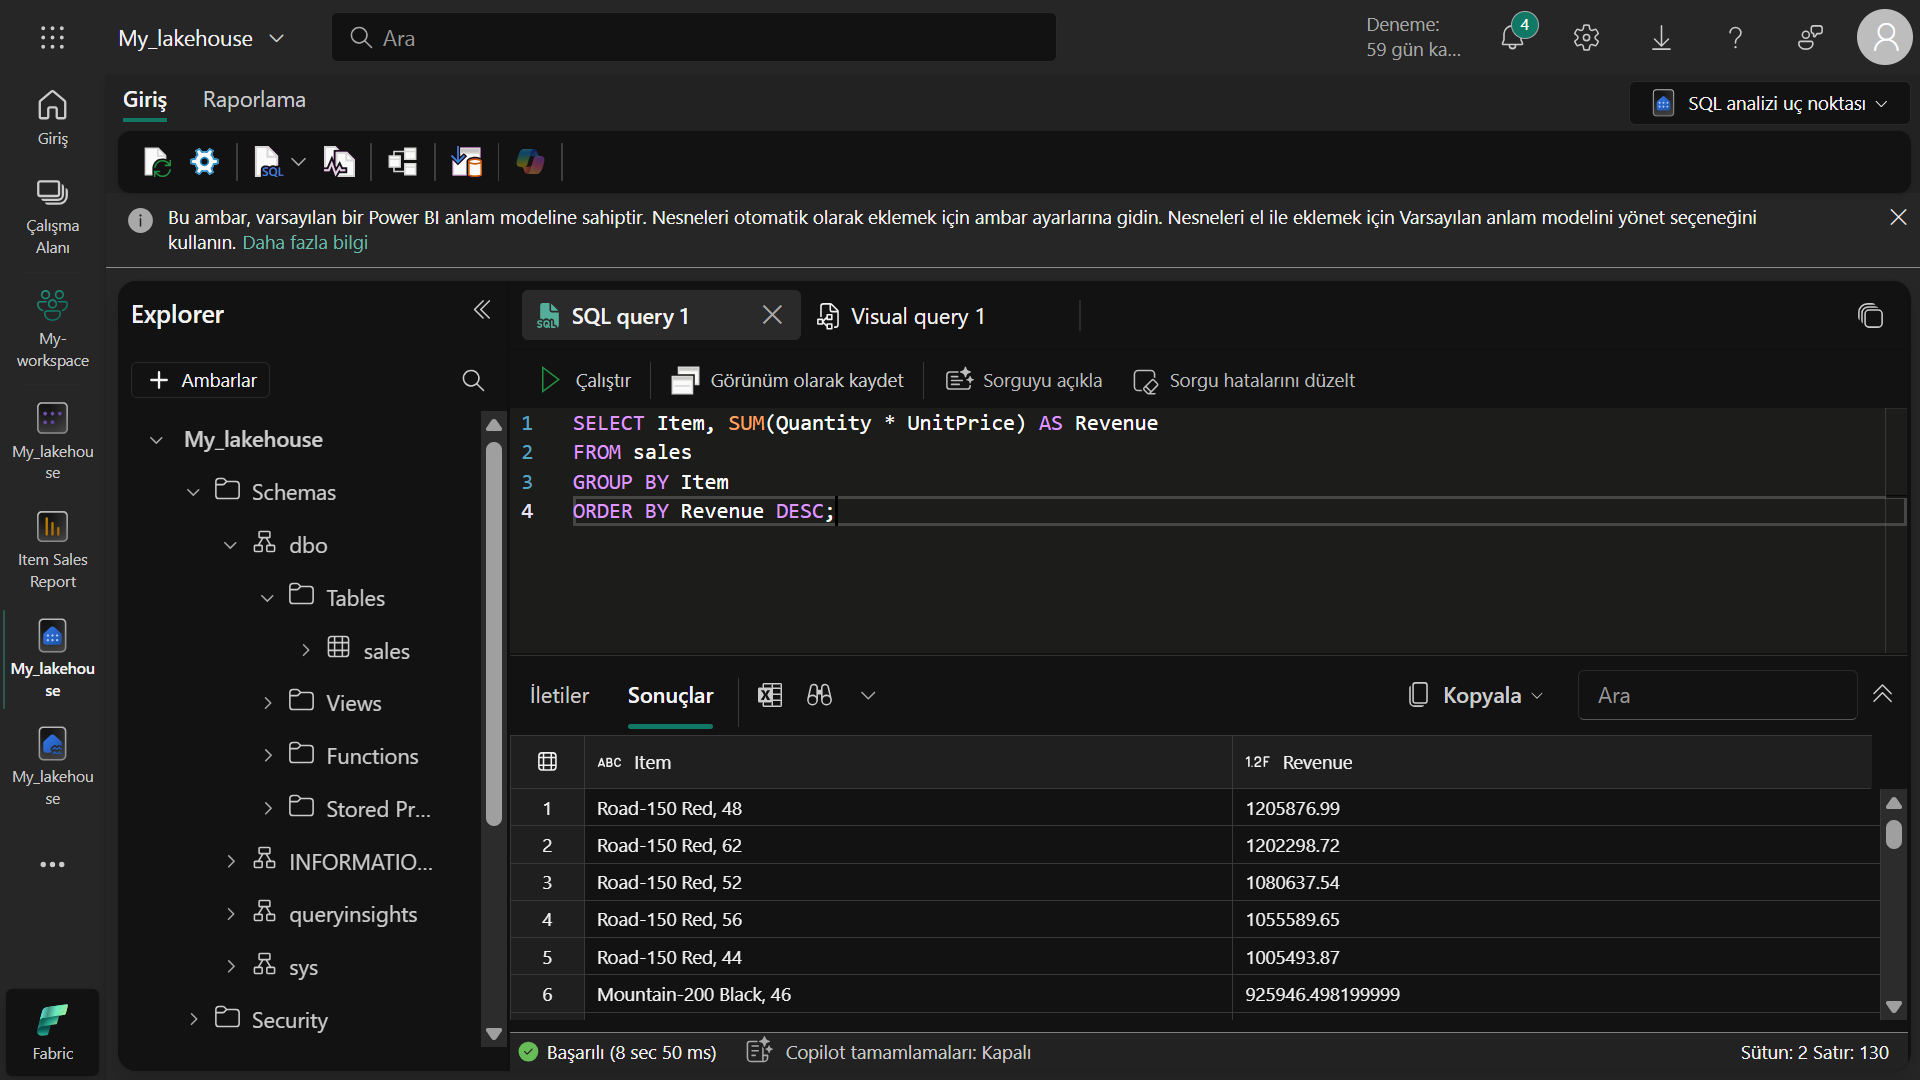 My_lakehouse
Ara
Deneme:
59 gün ka...
4
Giriş
Raporlama
SQL analizi uç noktası
Bu ambar, varsayılan bir Power BI anlam modeline sahiptir. Nesneleri otomatik olarak eklemek için ambar ayarlarına gidin. Nesneleri el ile eklemek için Varsayılan anlam modelini yönet seçeneğini
kullanın. Daha fazla bilgi
Giriş
Çalışma
Alanı
My-
workspace
My_lakehou
se
Item Sales
Report
My_lakehou
se
My_lakehou
se
Fabric
Explorer
Ambarlar
My_lakehouse
Schemas
dbo
Tables
sales
Views
Functions
Stored Pr...
INFORMATIO...
queryinsights
sys
Security
SQL query 1
Visual query 1
Çalıştır
Görünüm olarak kaydet
Sorguyu açıkla
Sorgu hatalarını düzelt
1 SELECT Item, SUM(Quantity * UnitPrice) AS Revenue
2 FROM sales
3 GROUP BY Item
4 ORDER BY Revenue DESC;
İletiler
Sonuçlar
Kopyala
Ara
ABC Item 1.2F Revenue
1 Road-150 Red, 48 1205876.99
2 Road-150 Red, 62 1202298.72
3 Road-150 Red, 52 1080637.54
4 Road-150 Red, 56 1055589.65
5 Road-150 Red, 44 1005493.87
6 Mountain-200 Black, 46 925946.498199999
Başarılı (8 sec 50 ms)
Copilot tamamlamaları: Kapalı
Sütun: 2 Satır: 130